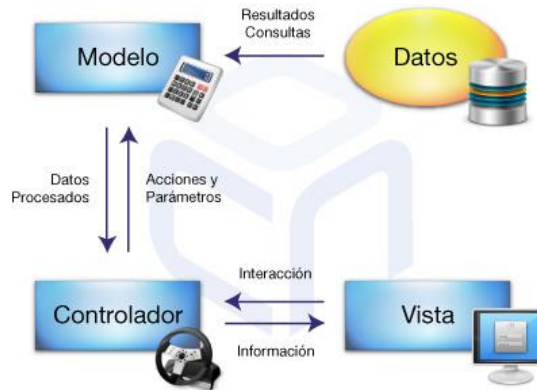 Resultados
Consultas
Modelo
Datos
Datos
Procesados
Acciones y
Parámetros
Interacción
Controlador
Vista
Información